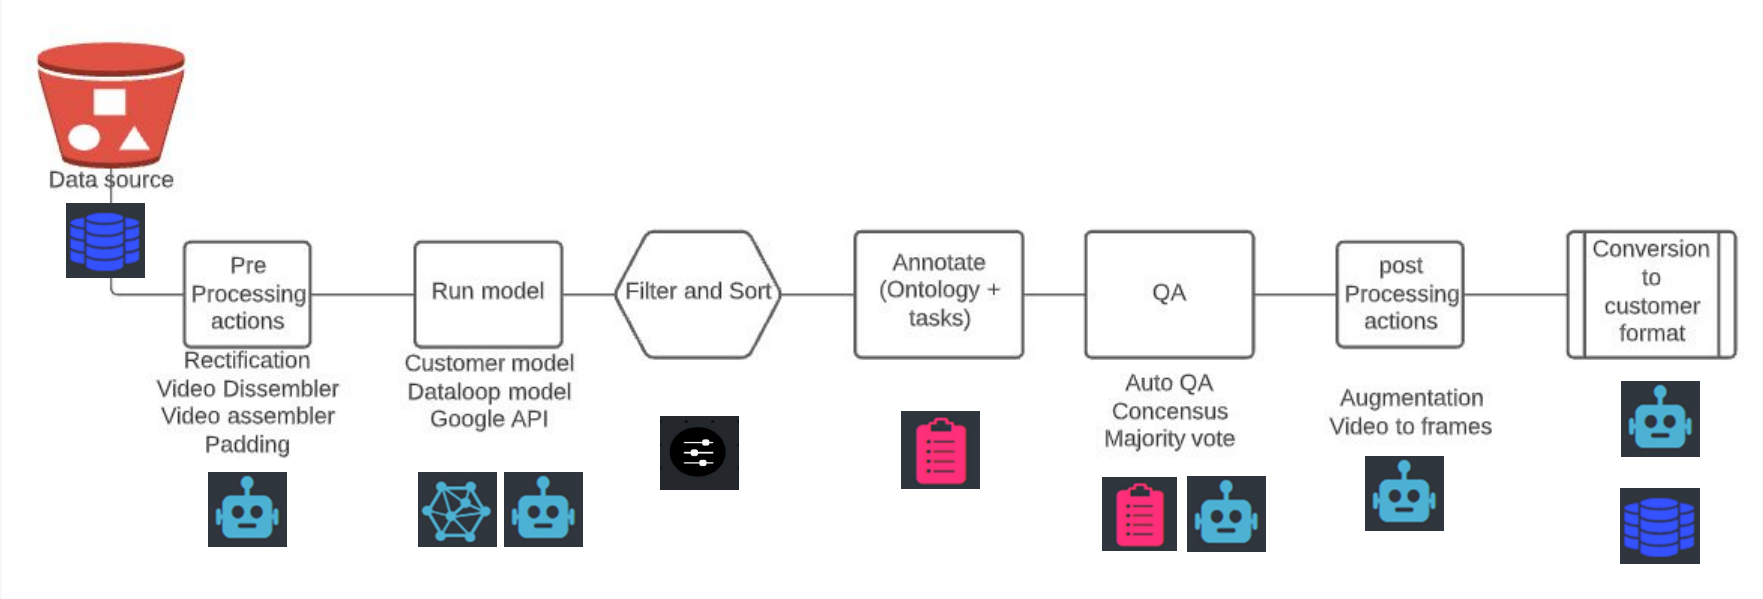 Data source
Pre
Processing
actions
Rectification
Video Dissembler
Video assembler
Padding
Run model
Customer model
Dataloop model
Google API
Filter and Sort
Annotate
(Ontology +
tasks)
QA
Auto QA
Concensus
Majority vote
post
Processing
actions
Augmentation
Video to frames
Conversion
to
customer
format